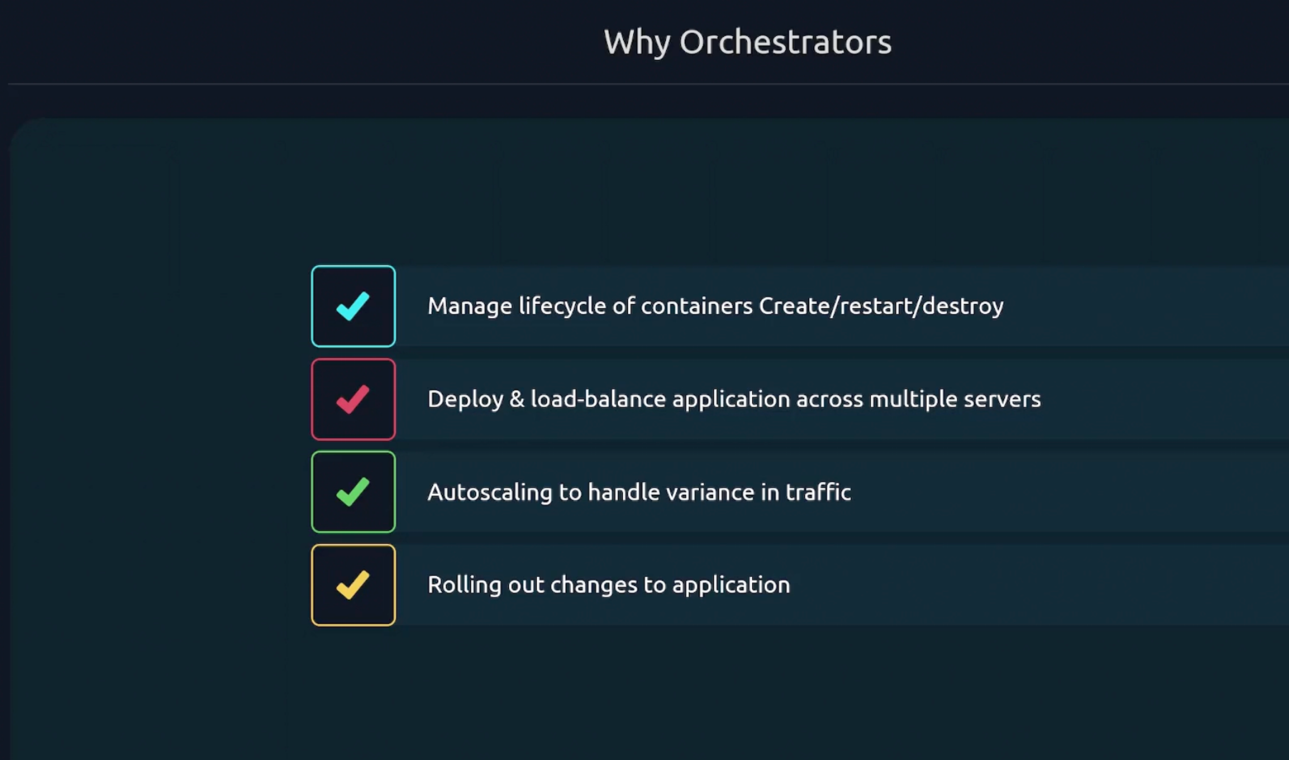 Why Orchestrators
Manage lifecycle of containers Create/restart/destroy
Deploy & load-balance application across multiple servers
Autoscaling to handle variance in traffic
Rolling out changes to application